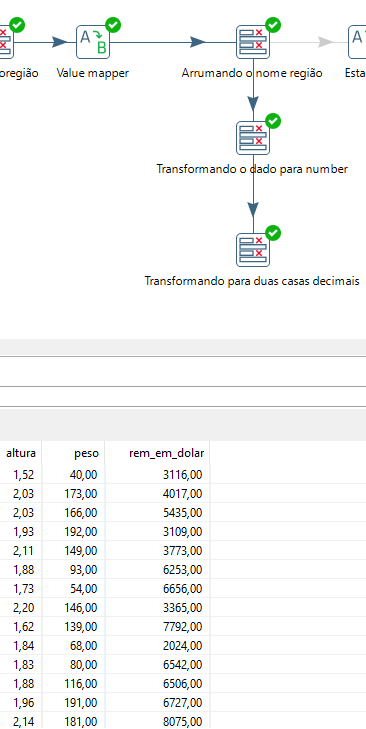 oregião Value mapper Arrumando o nome região Esta
Transformando o dado para number
Transformando para duas casas decimais
altura peso rem_em_dolar
1,52 40,00 3116,00
2,03 173,00 4017,00
2,03 166,00 5435,00
1,93 192,00 3109,00
2,11 149,00 3773,00
1,88 93,00 6253,00
1,73 54,00 6656,00
2,20 146,00 3365,00
1,62 139,00 7792,00
1,84 68,00 2024,00
1,83 80,00 6542,00
1,88 116,00 6506,00
1,96 191,00 6727,00
2,14 181,00 8075,00